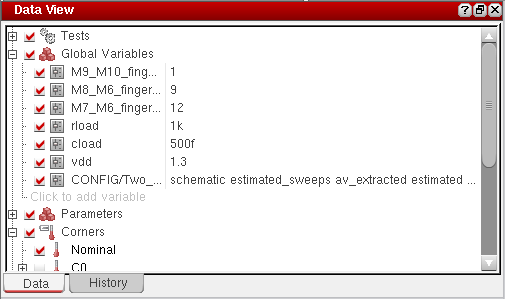 Data View
Tests
Global Variables
M9_M10_fing... 1
M8_M6_finger... 9
M7_M6_finger... 12
rload 1k
cload 500f
vdd 1.3
CONFIG/Two_... schematic estimated_sweeps av_extracted estimated ...
Click to add variable
Parameters
Corners
Nominal
C0
Data History